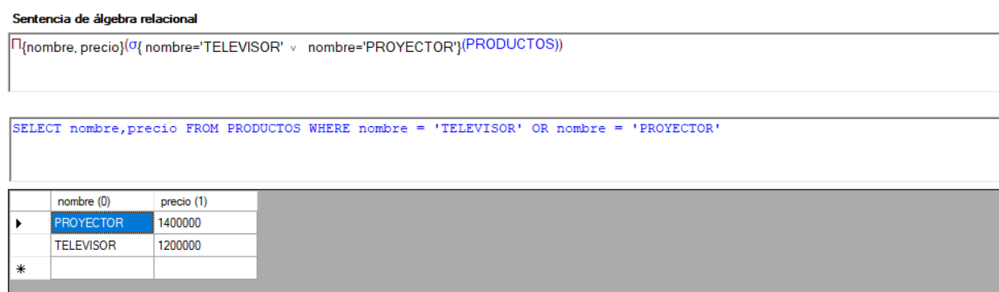 Sentencia de álgebra relacional
Π{nombre, precio}(σ{ nombre='TELEVISOR' ∨ nombre='PROYECTOR'}(PRODUCTOS))
SELECT nombre,precio FROM PRODUCTOS WHERE nombre = 'TELEVISOR' OR nombre = 'PROYECTOR'
nombre (0) precio (1)
PROYECTOR 1400000
TELEVISOR 1200000